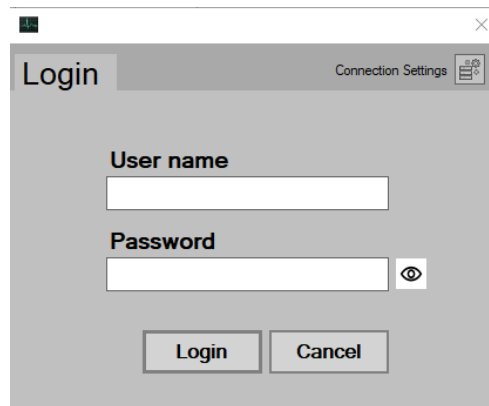 Login
Connection Settings
User name
Password
Login
Cancel